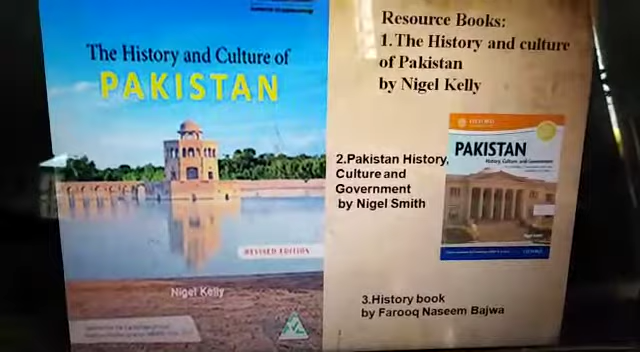 The History and Culture of
PAKISTAN
REVISED EDITION
Nigel Kelly
Resource Books:
1.The History and culture
of Pakistan
by Nigel Kelly
2.Pakistan History,
Culture and
Government
by Nigel Smith
OXFORD
PAKISTAN
History, Culture and Government
3.History book
by Farooq Naseem Bajwa